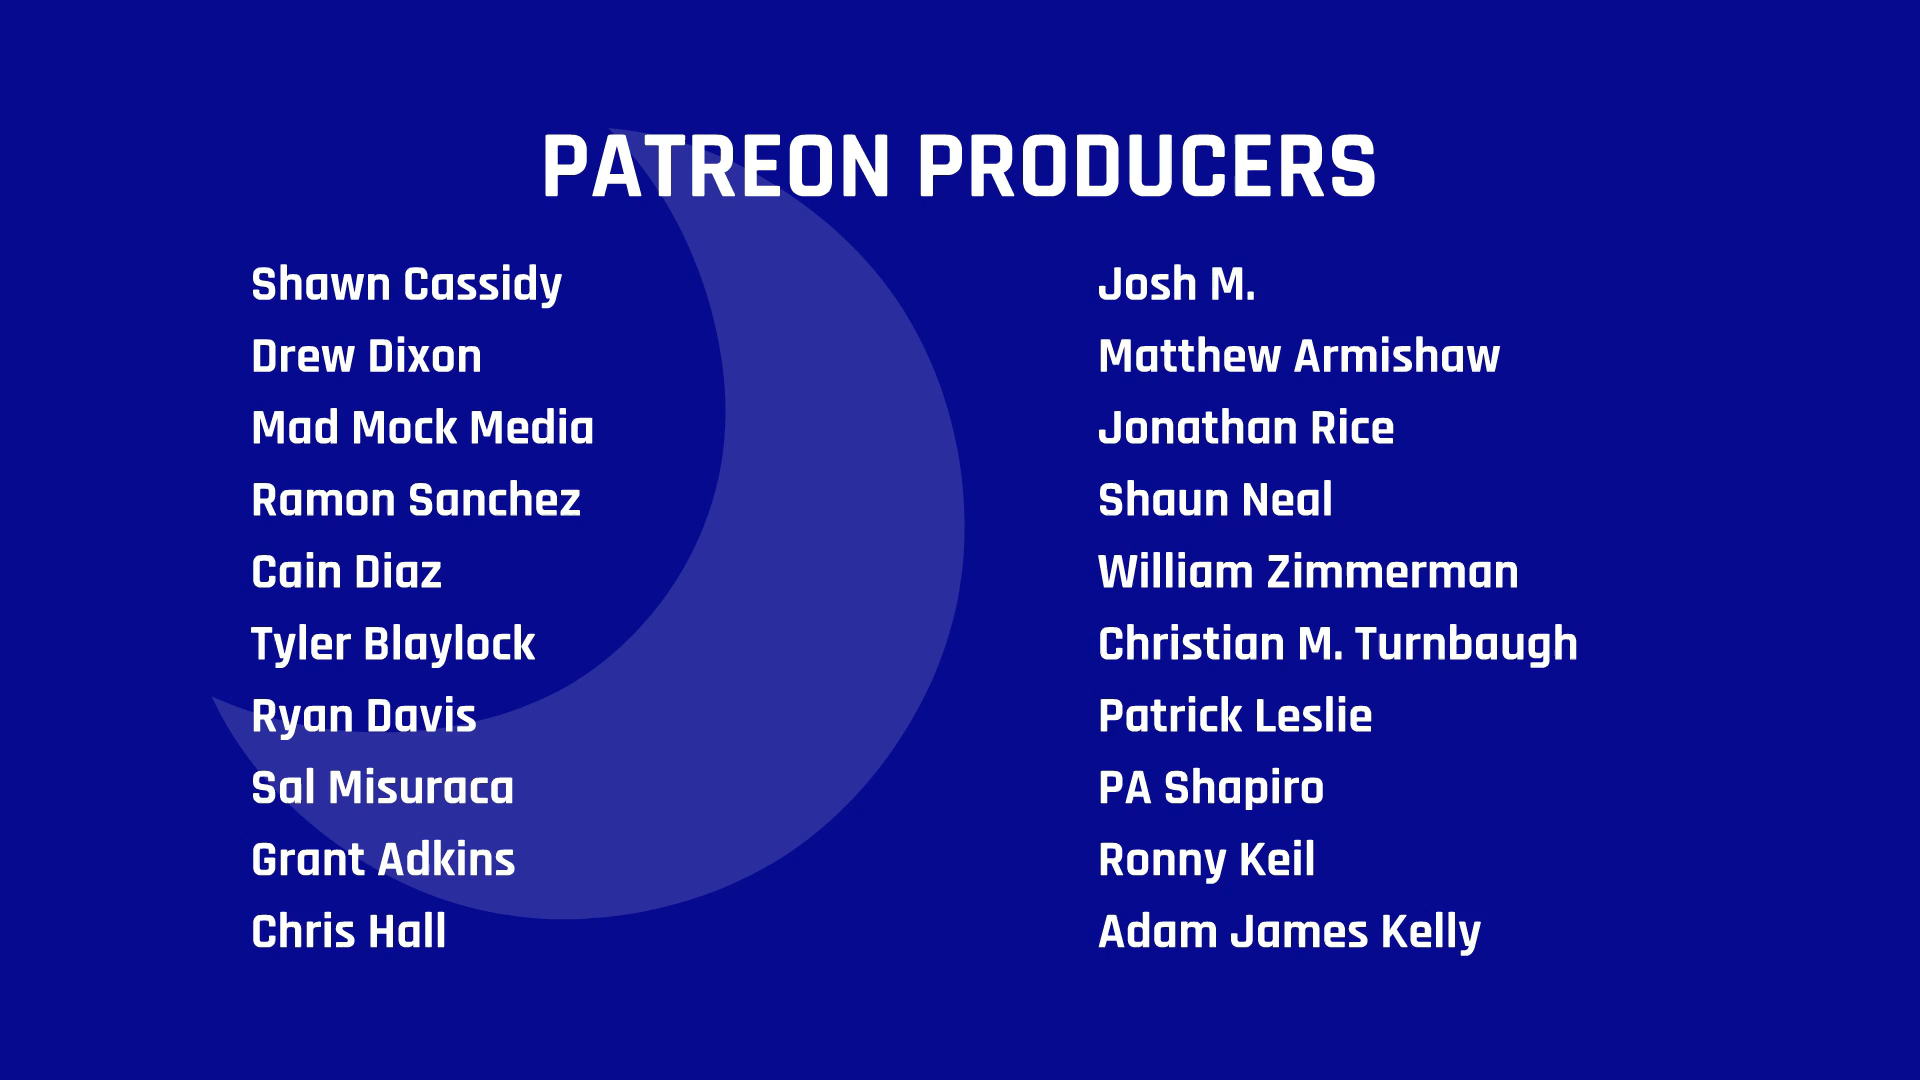 PATREON PRODUCERS
Shawn Cassidy
Drew Dixon
Mad Mock Media
Ramon Sanchez
Cain Diaz
Tyler Blaylock
Ryan Davis
Sal Misuraca
Grant Adkins
Chris Hall
Josh M.
Matthew Armishaw
Jonathan Rice
Shaun Neal
William Zimmerman
Christian M. Turnbaugh
Patrick Leslie
PA Shapiro
Ronny Keil
Adam James Kelly